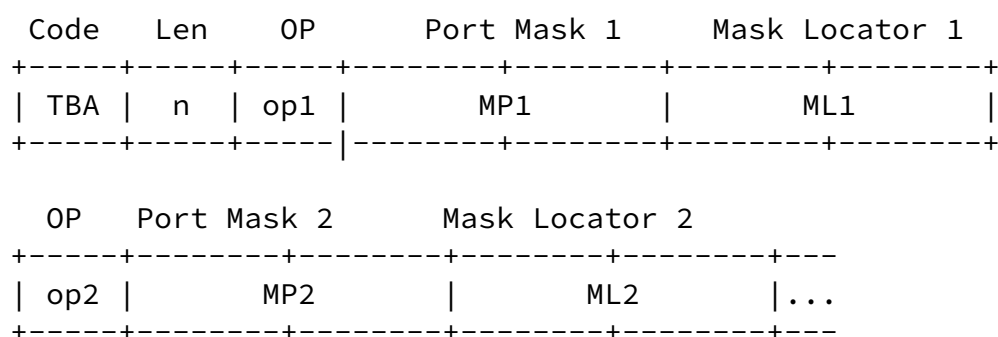 Code Len OP Port Mask 1 Mask Locator 1
+-----+-----+-----+--------+--------+--------+--------+
| TBA | n | op1 | MP1 | ML1 |
+-----+-----+-----|--------+--------+--------+--------+
OP Port Mask 2 Mask Locator 2
+-----+--------+--------+--------+--------+---
| op2 | MP2 | ML2 |...
+-----+--------+--------+--------+--------+---